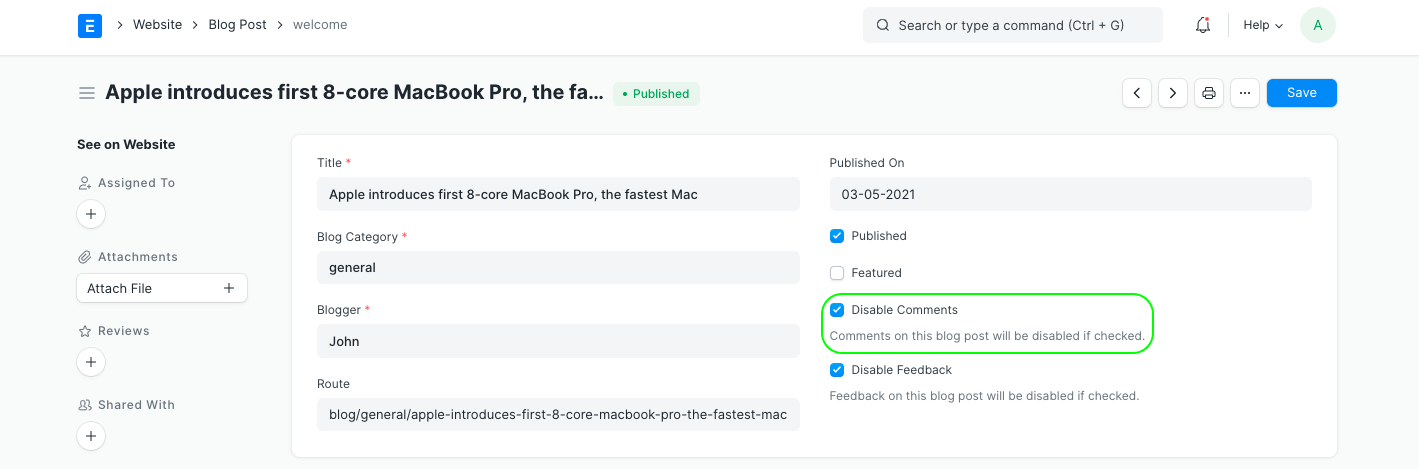 E > Website > Blog Post > welcome
Search or type a command (Ctrl + G)
Help
A
Apple introduces first 8-core MacBook Pro, the fa...
• Published
...
Save
See on Website
Assigned To
+
Attachments
Attach File +
Reviews
+
Shared With
+
Title *
Apple introduces first 8-core MacBook Pro, the fastest Mac
Blog Category *
general
Blogger *
John
Route
blog/general/apple-introduces-first-8-core-macbook-pro-the-fastest-mac
Published On
03-05-2021
Published
Featured
Disable Comments
Comments on this blog post will be disabled if checked.
Disable Feedback
Feedback on this blog post will be disabled if checked.